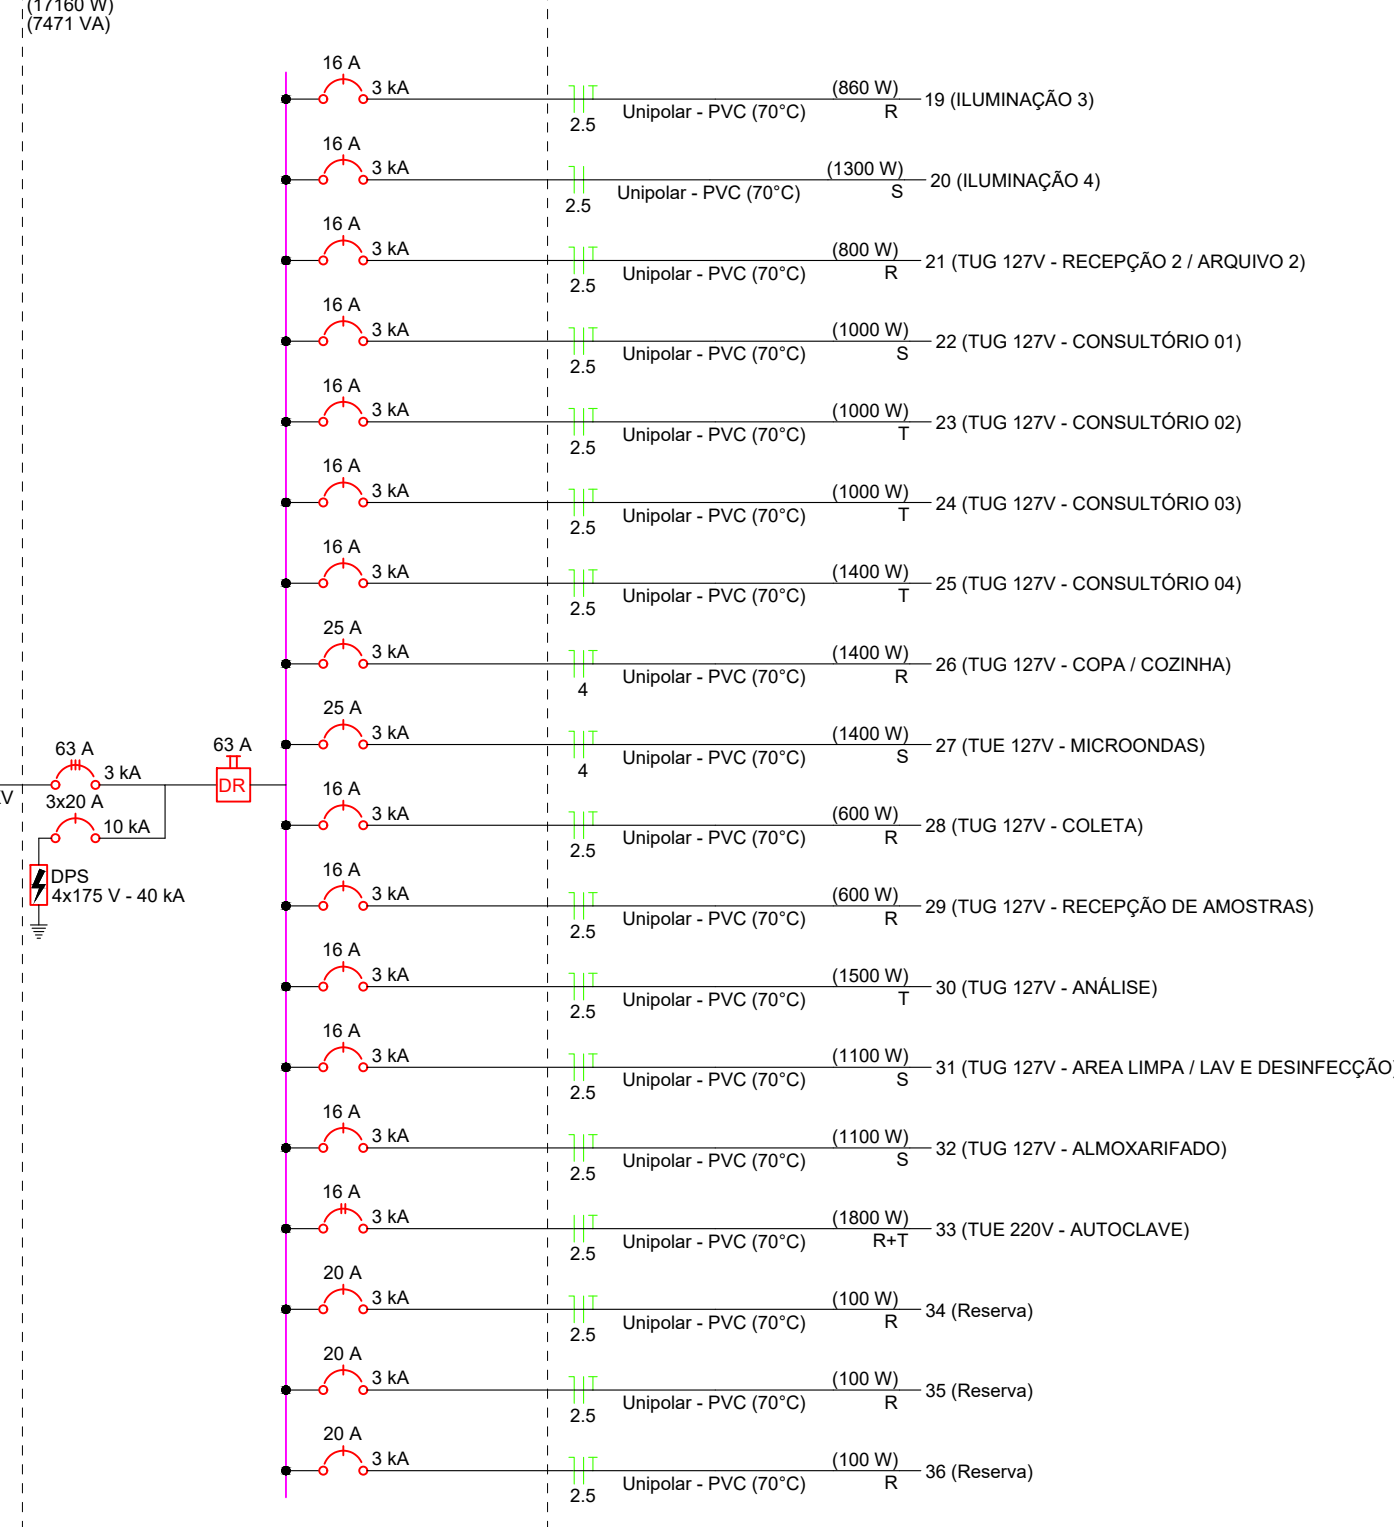 (17160 W)
(7471 VA)
16 A
3 kA
2.5
Unipolar - PVC (70°C)
(860 W)
R
19 (ILUMINAÇÃO 3)
16 A
3 kA
2.5
Unipolar - PVC (70°C)
(1300 W)
S
20 (ILUMINAÇÃO 4)
16 A
3 kA
2.5
Unipolar - PVC (70°C)
(800 W)
R
21 (TUG 127V - RECEPÇÃO 2 / ARQUIVO 2)
16 A
3 kA
2.5
Unipolar - PVC (70°C)
(1000 W)
S
22 (TUG 127V - CONSULTÓRIO 01)
16 A
3 kA
2.5
Unipolar - PVC (70°C)
(1000 W)
T
23 (TUG 127V - CONSULTÓRIO 02)
16 A
3 kA
2.5
Unipolar - PVC (70°C)
(1000 W)
T
24 (TUG 127V - CONSULTÓRIO 03)
16 A
3 kA
2.5
Unipolar - PVC (70°C)
(1400 W)
T
25 (TUG 127V - CONSULTÓRIO 04)
25 A
3 kA
4
Unipolar - PVC (70°C)
(1400 W)
R
26 (TUG 127V - COPA / COZINHA)
25 A
3 kA
4
Unipolar - PVC (70°C)
(1400 W)
S
27 (TUE 127V - MICROONDAS)
63 A
3 kA
V
3x20 A
10 kA
DPS
4x175 V - 40 kA
63 A
DR
16 A
3 kA
2.5
Unipolar - PVC (70°C)
(600 W)
R
28 (TUG 127V - COLETA)
16 A
3 kA
2.5
Unipolar - PVC (70°C)
(600 W)
R
29 (TUG 127V - RECEPÇÃO DE AMOSTRAS)
16 A
3 kA
2.5
Unipolar - PVC (70°C)
(1500 W)
T
30 (TUG 127V - ANÁLISE)
16 A
3 kA
2.5
Unipolar - PVC (70°C)
(1100 W)
S
31 (TUG 127V - AREA LIMPA / LAV E DESINFECÇÃO)
16 A
3 kA
2.5
Unipolar - PVC (70°C)
(1100 W)
S
32 (TUG 127V - ALMOXARIFADO)
16 A
3 kA
2.5
Unipolar - PVC (70°C)
(1800 W)
R+T
33 (TUE 220V - AUTOCLAVE)
20 A
3 kA
2.5
Unipolar - PVC (70°C)
(100 W)
R
34 (Reserva)
20 A
3 kA
2.5
Unipolar - PVC (70°C)
(100 W)
R
35 (Reserva)
20 A
3 kA
2.5
Unipolar - PVC (70°C)
(100 W)
R
36 (Reserva)